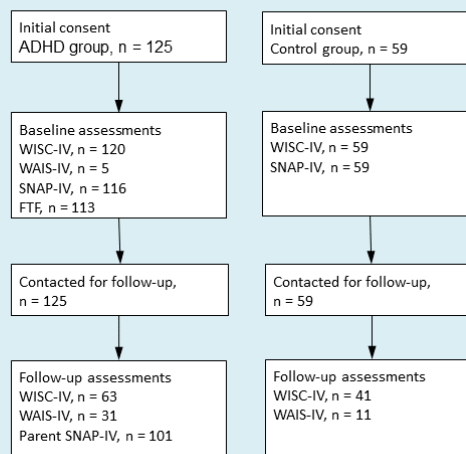 Initial consent
ADHD group, n = 125
Baseline assessments
WISC-IV, n = 120
WAIS-IV, n = 5
SNAP-IV, n = 116
FTF, n = 113
Contacted for follow-up,
n = 125
Follow-up assessments
WISC-IV, n = 63
WAIS-IV, n = 31
Parent SNAP-IV, n = 101
Initial consent
Control group, n = 59
Baseline assessments
WISC-IV, n = 59
SNAP-IV, n = 59
Contacted for follow-up,
n = 59
Follow-up assessments
WISC-IV, n = 41
WAIS-IV, n = 11